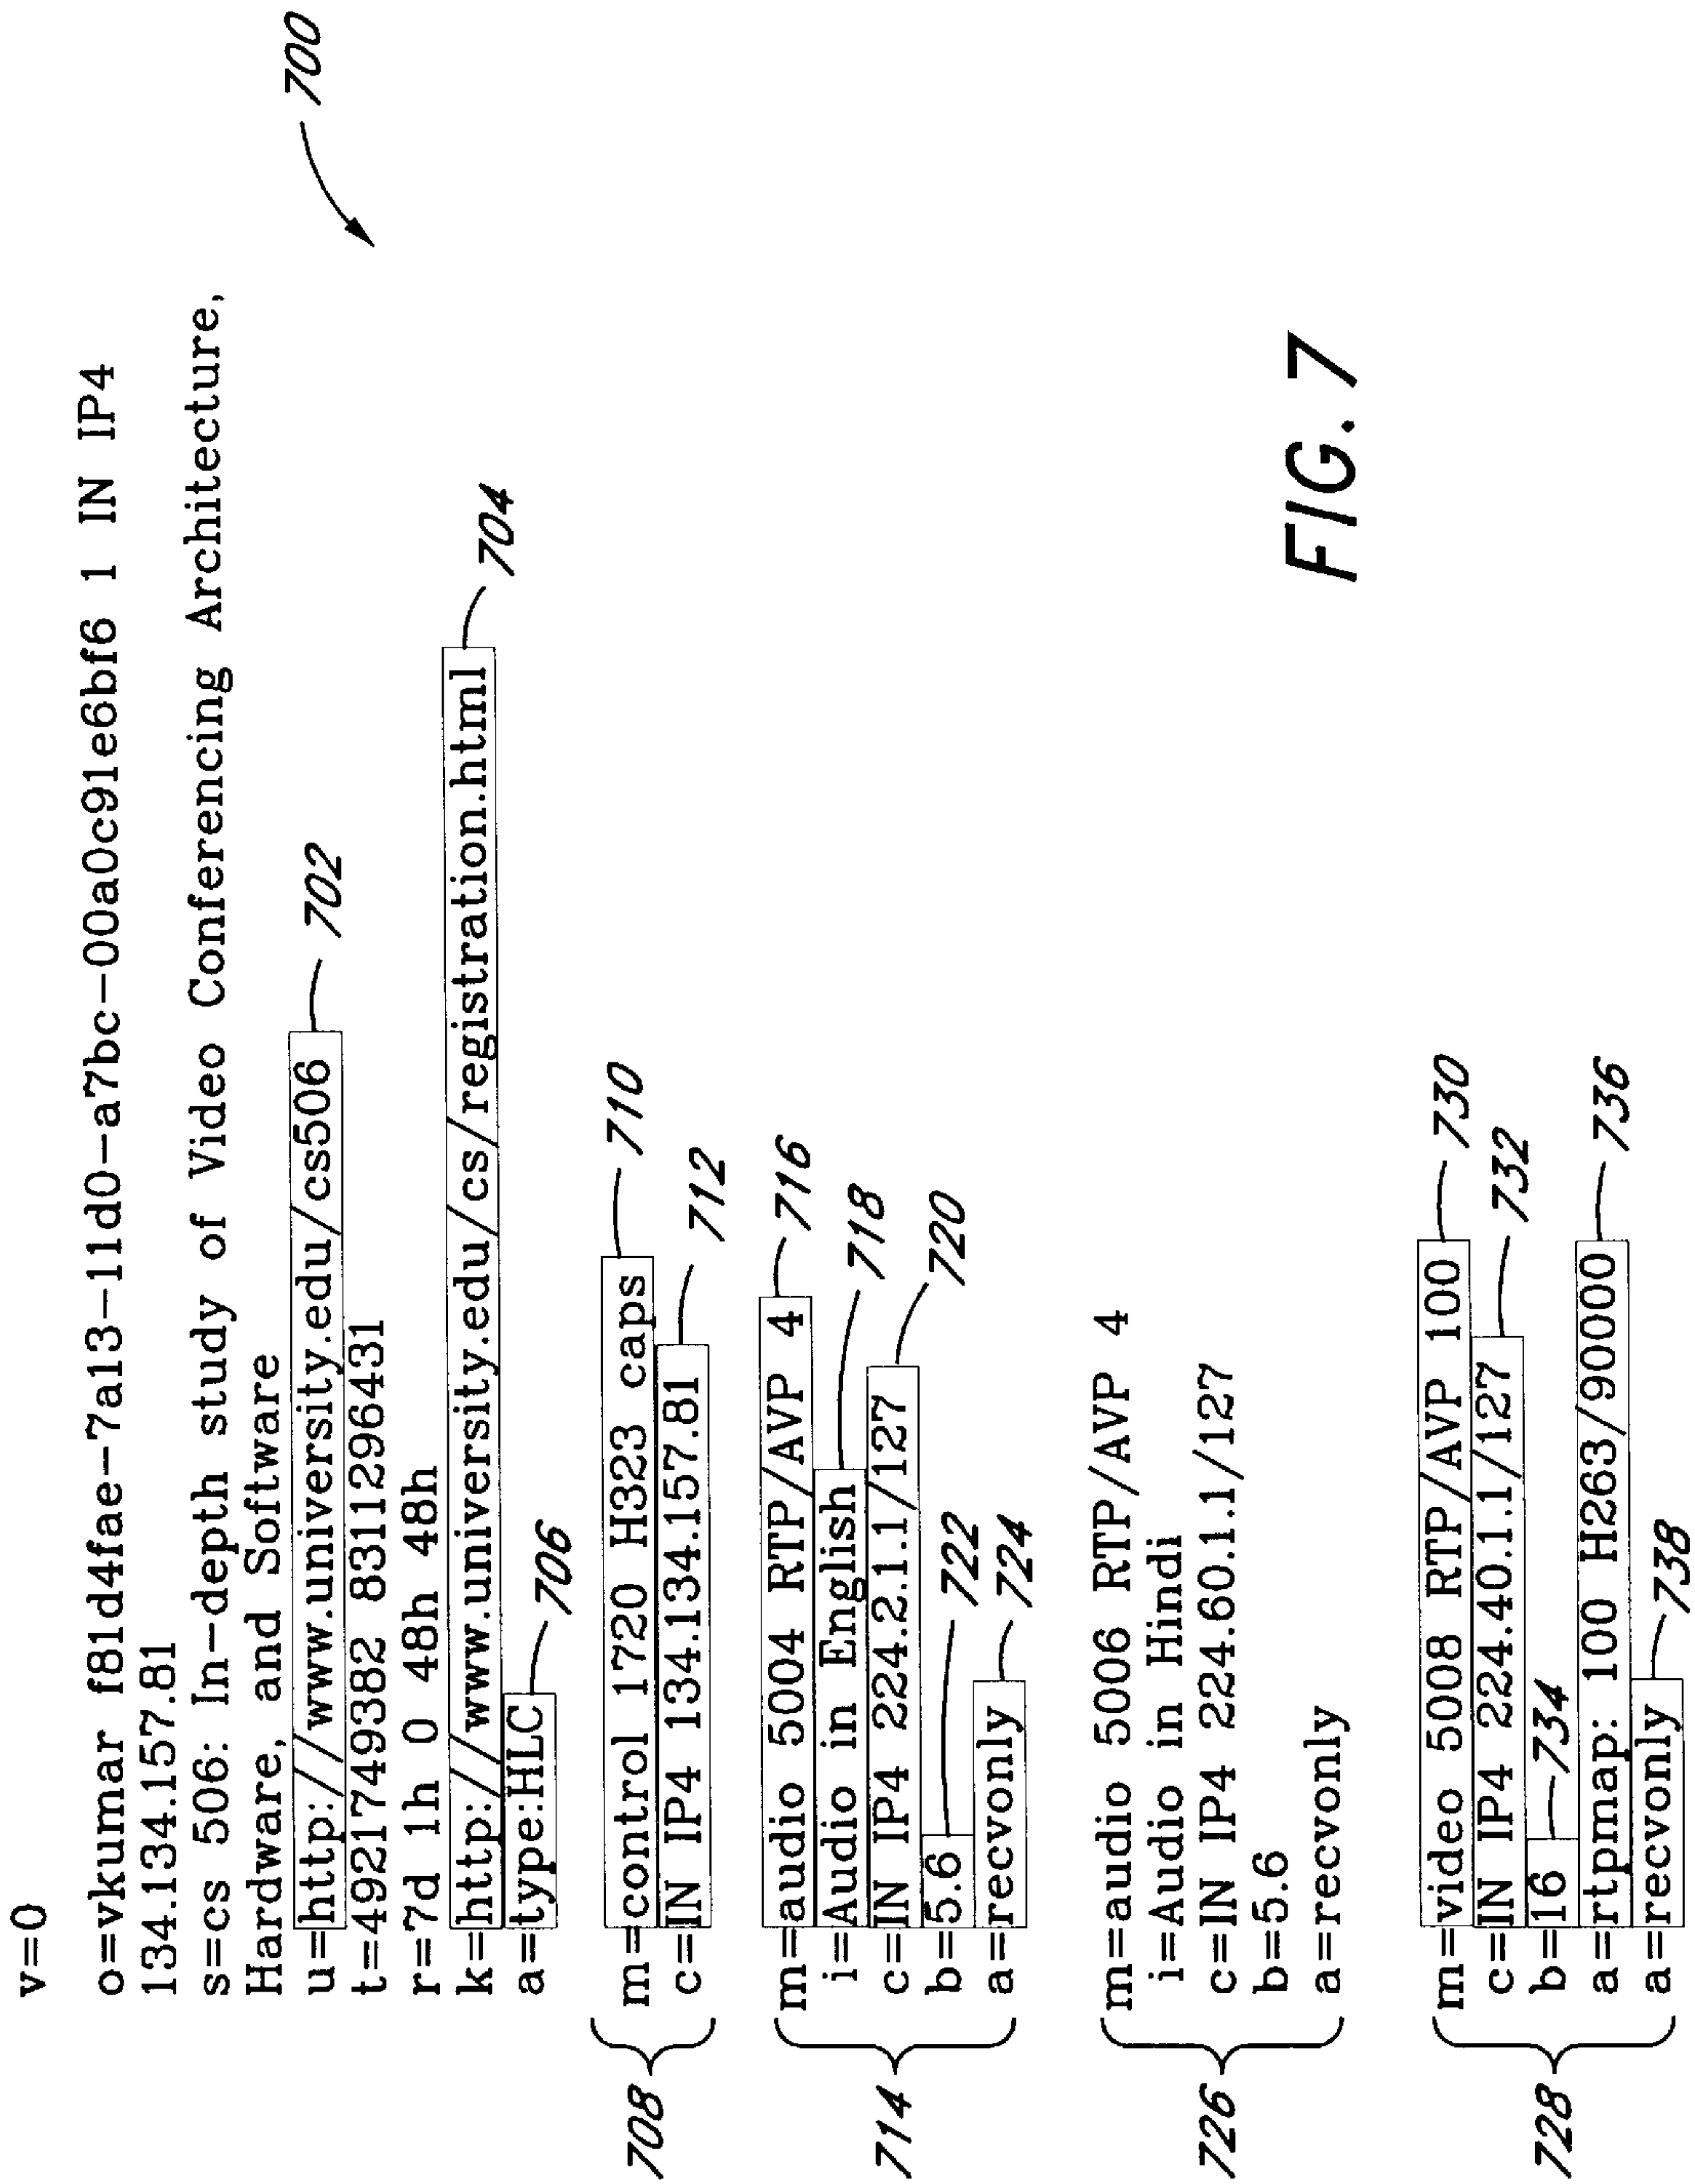 v=0
o=vkumar f81d4fae-7a13-11d0-a7bc-00a0c91e6bf6 1 IN IP4
134.134.157.81
s=cs 506: In-depth study of Video Conferencing Architecture,
Hardware, and Software
u=http://www.university.edu/cs506 702
t=4921749382 8311296431
r=7d 1h 0 48h 48h
k=http://www.university.edu/cs/registration.html 704
a=type:HLC 706
700
708
m=control 1720 H323 caps 710
c=IN IP4 134.134.157.81 712
714
m=audio 5004 RTP/AVP 4 716
i=Audio in English 718
c=IN IP4 224.2.1.1/127 720
b=5.6 722
a=recvonly 724
726
m=audio 5006 RTP/AVP 4
i=Audio in Hindi
c=IN IP4 224.60.1.1/127
b=5.6
a=recvonly
728
m=video 5008 RTP/AVP 100 730
c=IN IP4 224.40.1.1/127 732
b=16 734
a=rtpmap: 100 H263/90000 736
a=recvonly 738
FIG. 7